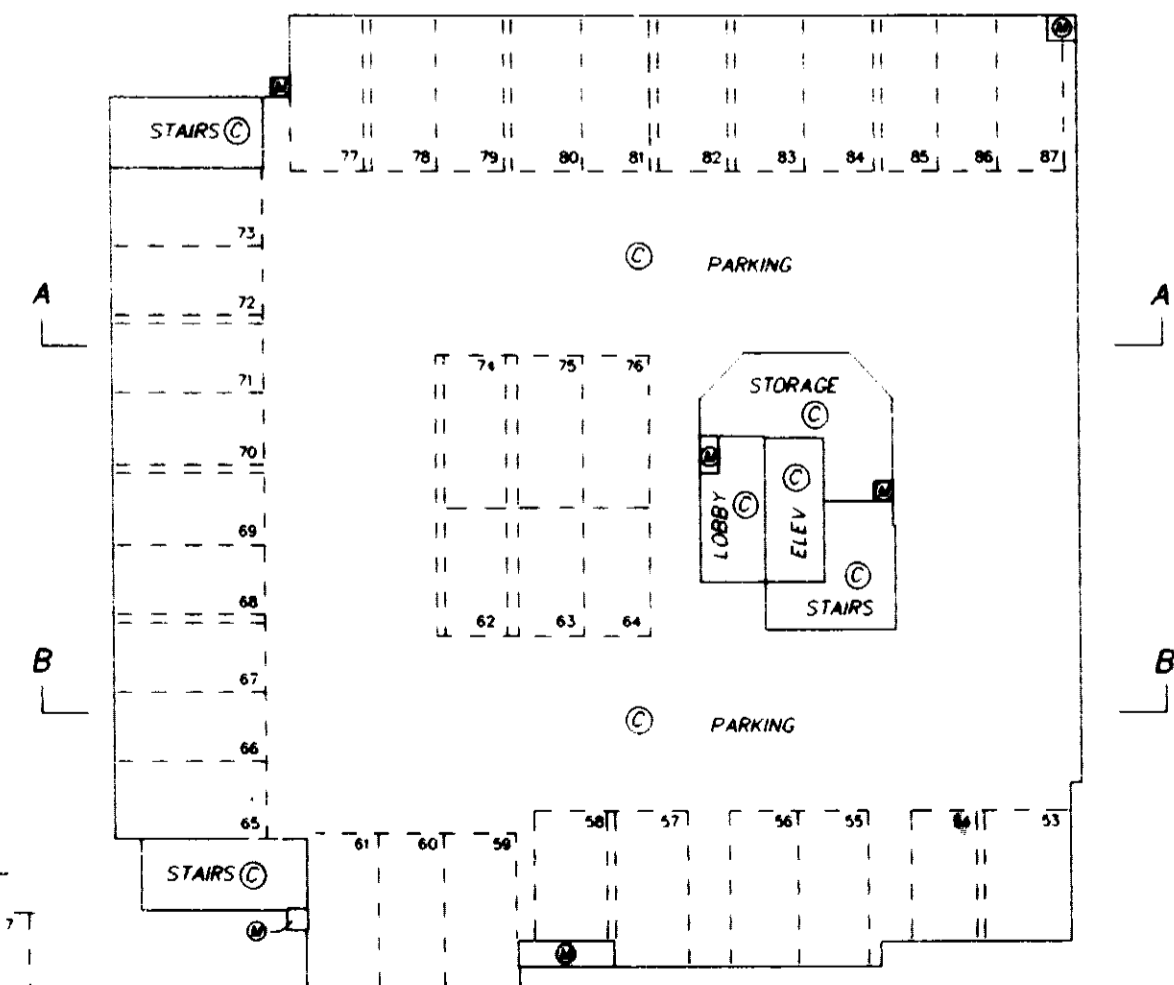 M
M
STAIRS C
77 78 79 80 81 82 83 84 85 86 87
73
C PARKING
A A
72
71
74 75 76
STORAGE
C
70
M
C
M
LOBBY C
ELEV
69
C
STAIRS
68
62 63 64
B B
67
C PARKING
66
65
61 60 59 58 57 56 55 53
STAIRS C
7
M
M